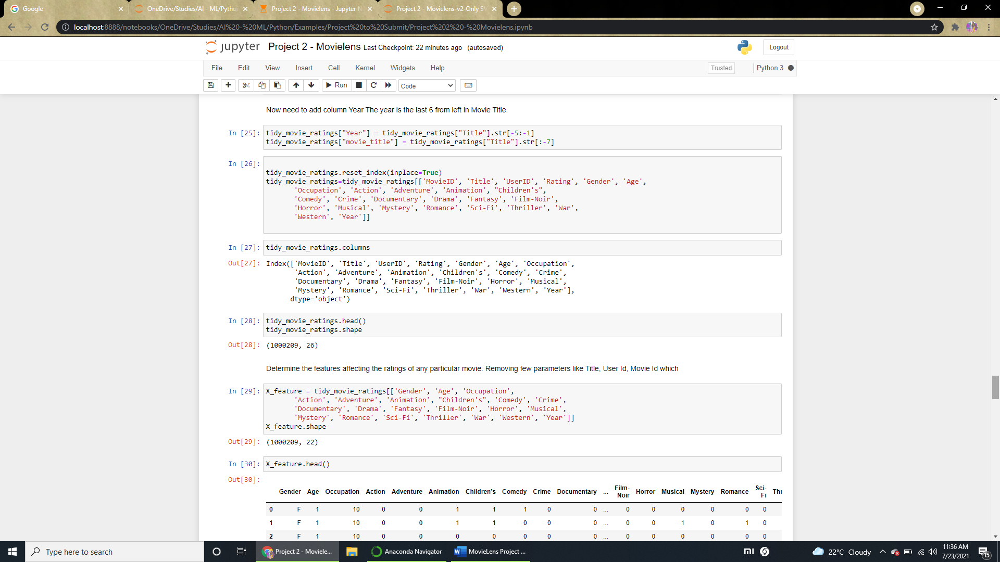 Google
OneDrive/Studies/AI - ML/Pytho
Project 2 - Movielens - Jupyter N
Project 2 - Movielens-v2-Only SV
localhost:8888/notebooks/OneDrive/Studies/AI%20-%20ML/Python/Examples/Project%20to%20Submit/Project%202%20-%20Movielens.ipynb
jupyter Project 2 - Movielens Last Checkpoint: 22 minutes ago (autosaved)
Logout
File Edit View Insert Cell Kernel Widgets Help
Trusted Python 3
Run Code
Now need to add column Year The year is the last 6 from left in Movie Title.
In [25]: tidy_movie_ratings["Year"] = tidy_movie_ratings["Title"].str[-5:-1]
tidy_movie_ratings["movie_title"] = tidy_movie_ratings["Title"].str[:-7]
In [26]:
tidy_movie_ratings.reset_index(inplace=True)
tidy_movie_ratings=tidy_movie_ratings[['MovieID', 'Title', 'UserID', 'Rating', 'Gender', 'Age',
'Occupation', 'Action', 'Adventure', 'Animation', "Children's",
'Comedy', 'Crime', 'Documentary', 'Drama', 'Fantasy', 'Film-Noir',
'Horror', 'Musical', 'Mystery', 'Romance', 'Sci-Fi', 'Thriller', 'War',
'Western', 'Year']]
In [27]: tidy_movie_ratings.columns
Out[27]: Index(['MovieID', 'Title', 'UserID', 'Rating', 'Gender', 'Age', 'Occupation',
'Action', 'Adventure', 'Animation', 'Children's', 'Comedy', 'Crime',
'Documentary', 'Drama', 'Fantasy', 'Film-Noir', 'Horror', 'Musical',
'Mystery', 'Romance', 'Sci-Fi', 'Thriller', 'War', 'Western', 'Year'],
dtype='object')
In [28]: tidy_movie_ratings.head()
tidy_movie_ratings.shape
Out[28]: (1000209, 26)
Determine the features affecting the ratings of any particular movie. Removing few parameters like Title, User Id, Movie Id which
In [29]: X_feature = tidy_movie_ratings[['Gender', 'Age', 'Occupation',
'Action', 'Adventure', 'Animation', "Children's", 'Comedy', 'Crime',
'Documentary', 'Drama', 'Fantasy', 'Film-Noir', 'Horror', 'Musical',
'Mystery', 'Romance', 'Sci-Fi', 'Thriller', 'War', 'Western', 'Year']]
X_feature.shape
Out[29]: (1000209, 22)
In [30]: X_feature.head()
Out[30]:
Gender Age Occupation Action Adventure Animation Children's Comedy Crime Documentary ... Film-Noir Horror Musical Mystery Romance Sci-Fi Thr
0 F 1 10 0 0 1 1 1 0 0 ... 0 0 0 0 0 0
1 F 1 10 0 0 1 1 0 0 0 ... 0 0 1 0 1 0
2 F 1 10 0 0 0 0 0 0 0 ... 0 0 0 0 0 0
Type here to search
Project 2 - Moviele...
Anaconda Navigator
MovieLens Project ...
22°C Cloudy
11:36 AM
7/23/2021
15